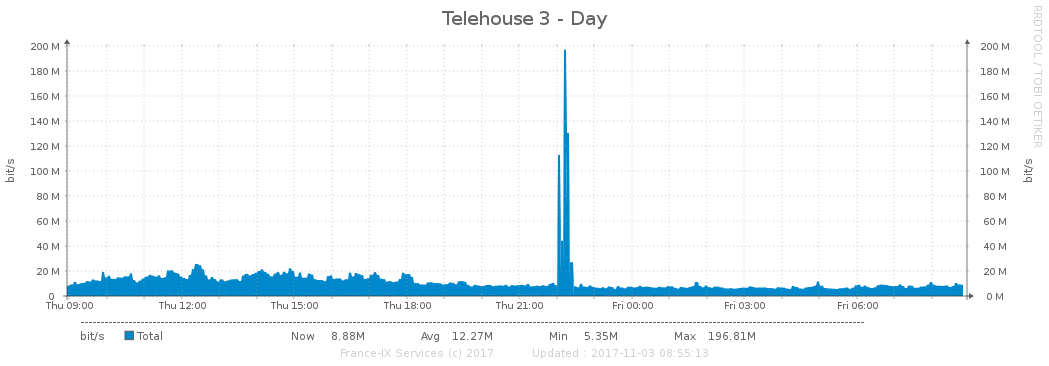 Telehouse 3 - Day
RRDTOOL / TOBI OETIKER
bit/s
200 M 200 M
180 M 180 M
160 M 160 M
140 M 140 M
120 M 120 M
100 M 100 M
80 M 80 M
60 M 60 M
40 M 40 M
20 M 20 M
0 0 M
bit/s
Thu 09:00 Thu 12:00 Thu 15:00 Thu 18:00 Thu 21:00 Fri 00:00 Fri 03:00 Fri 06:00
bit/s Total Now 8.88M Avg 12.27M Min 5.35M Max 196.81M
France-IX Services (c) 2017 Updated : 2017-11-03 08:55:13